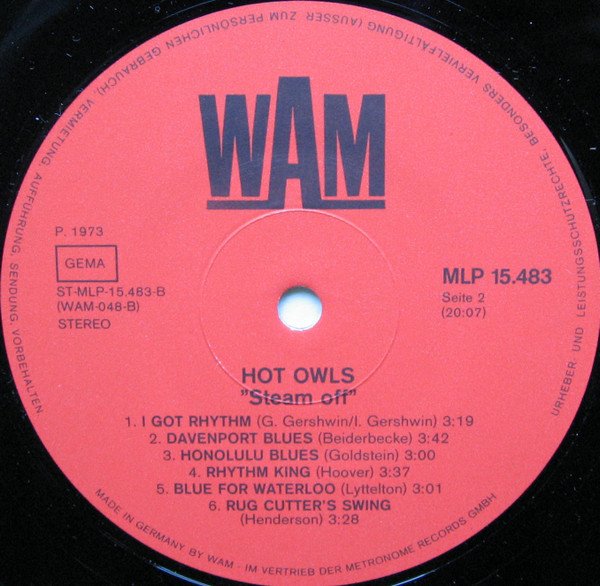 URHEBER- UND LEISTUNGSSCHUTZRECHTE, BESONDERS VERVIELFÄLTIGUNG (AUSSER ZUM PERSÖNLICHEN GEBRAUCH), VERMIETUNG, AUFFÜHRUNG, SENDUNG, VORBEHALTEN.
WAM
P. 1973
GEMA
ST-MLP-15.483-B
(WAM-048-B)
STEREO
MLP 15.483
Seite 2
(20:07)
HOT OWLS
"Steam off"
1. I GOT RHYTHM (G. Gershwin/I. Gershwin) 3:19
2. DAVENPORT BLUES (Beiderbecke) 3:42
3. HONOLULU BLUES (Goldstein) 3:00
4. RHYTHM KING (Hoover) 3:37
5. BLUE FOR WATERLOO (Lyttelton) 3:01
6. RUG CUTTER'S SWING
(Henderson) 3:28
MADE IN GERMANY BY WAM - IM VERTRIEB DER METRONOME RECORDS GMBH